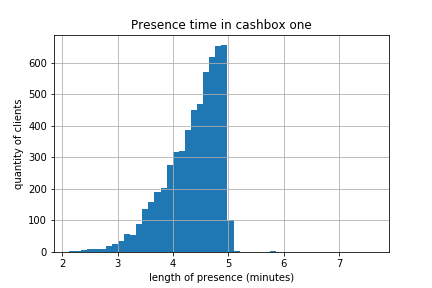 Presence time in cashbox one
quantity of clients
600
500
400
300
200
100
0
2 3 4 5 6 7
length of presence (minutes)